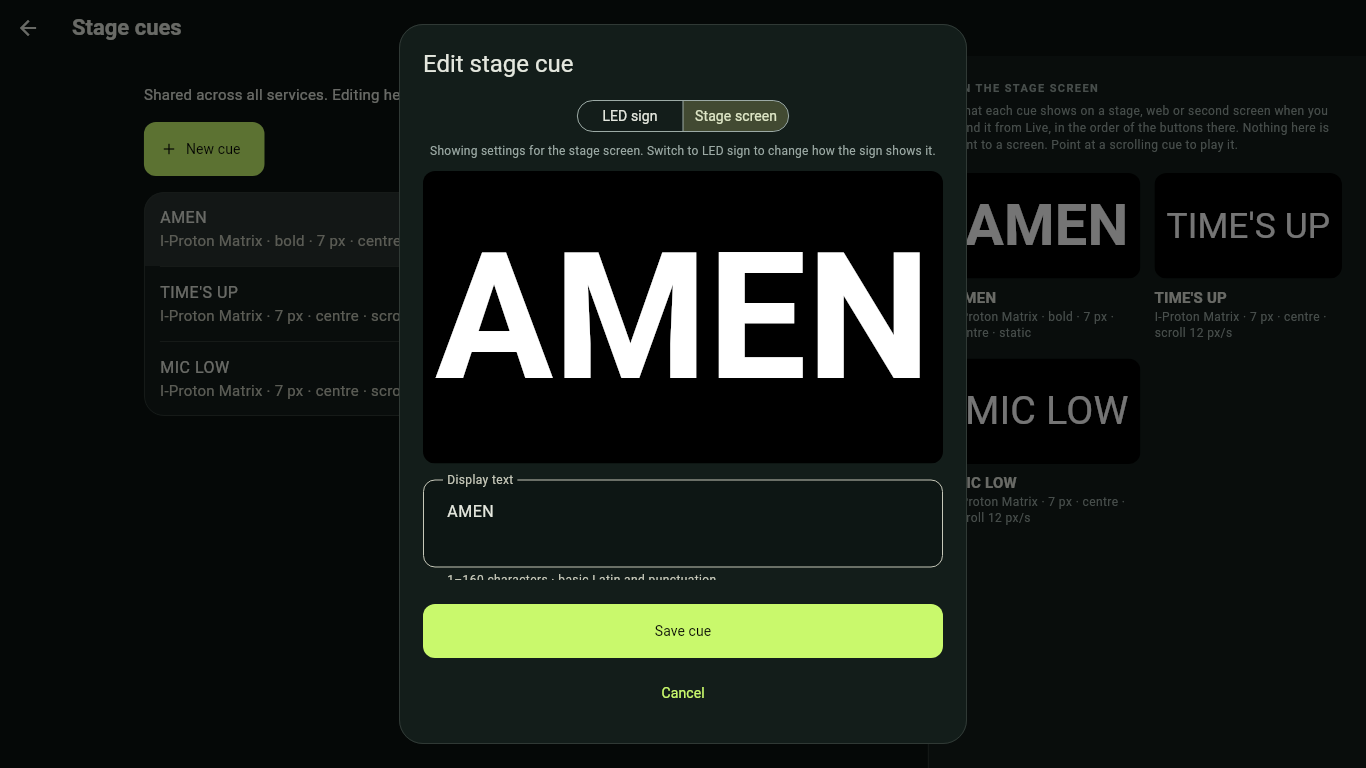 Stage cues
Shared across all services. Editing he
New cue
AMEN
I-Proton Matrix · bold · 7 px · centre
TIME'S UP
I-Proton Matrix · 7 px · centre · scro
MIC LOW
I-Proton Matrix · 7 px · centre · scro
Edit stage cue
LED sign
Stage screen
Showing settings for the stage screen. Switch to LED sign to change how the sign shows it.
AMEN
Display text
AMEN
1–160 characters · basic Latin and punctuation
Save cue
Cancel
THE STAGE SCREEN
each cue shows on a stage, web or second screen when you
it from Live, in the order of the buttons there. Nothing here is
to a screen. Point at a scrolling cue to play it.
AMEN
TIME'S UP
MEN
roton Matrix · bold · 7 px ·
ntre · static
TIME'S UP
I-Proton Matrix · 7 px · centre ·
scroll 12 px/s
MIC LOW
IC LOW
roton Matrix · 7 px · centre ·
roll 12 px/s